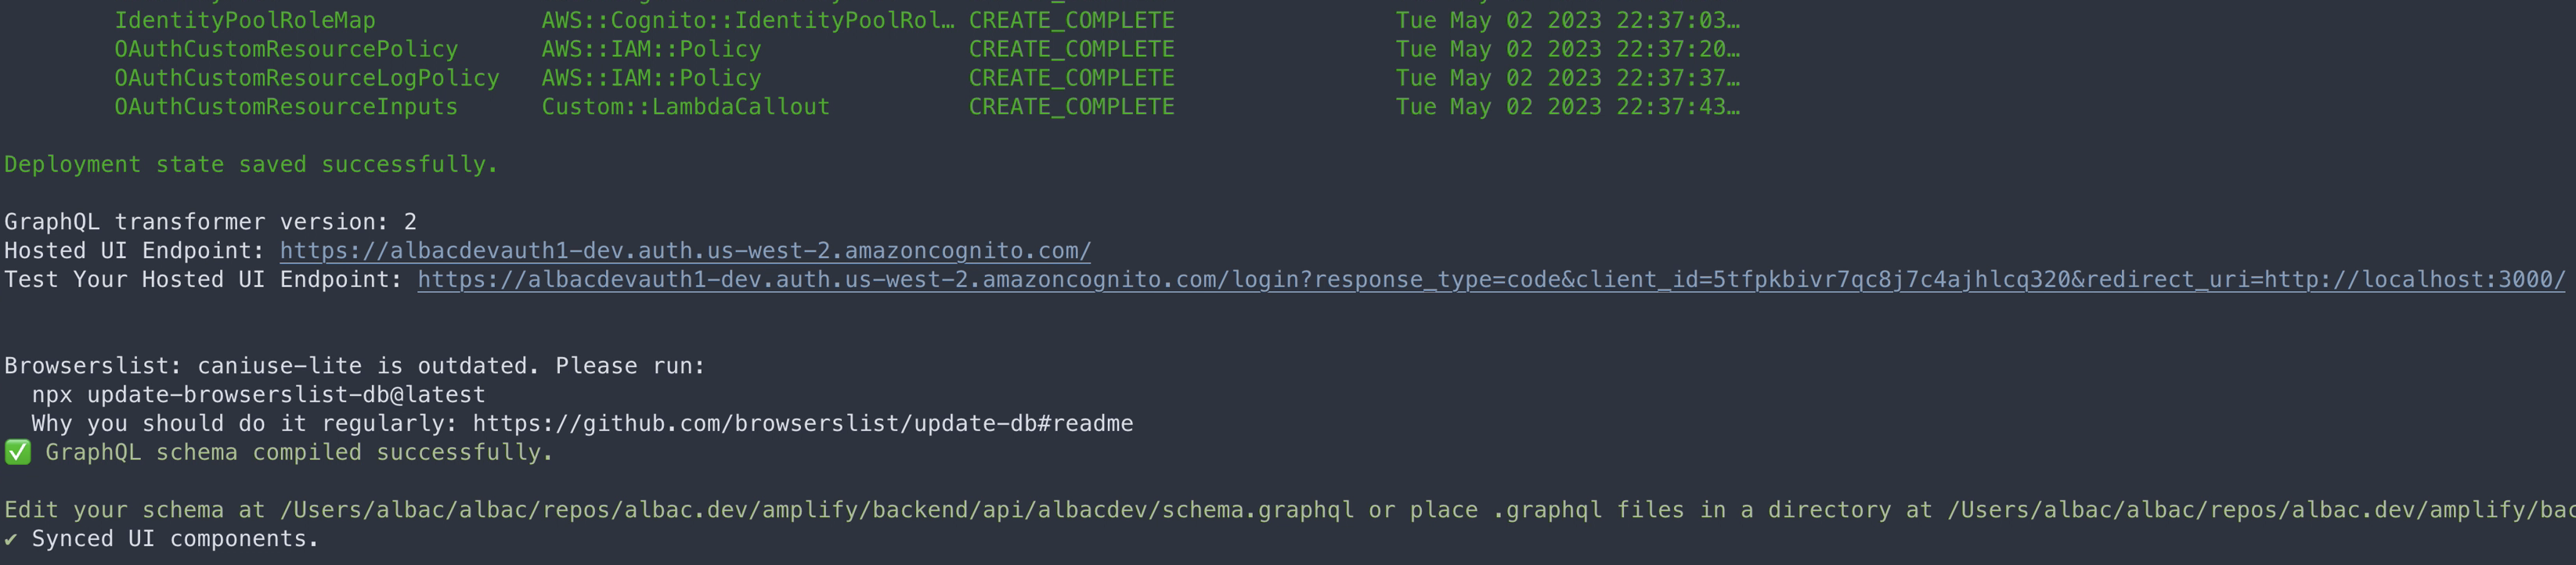 IdentityPoolRoleMap AWS::Cognito::IdentityPoolRol… CREATE_COMPLETE Tue May 02 2023 22:37:03…
OAuthCustomResourcePolicy AWS::IAM::Policy CREATE_COMPLETE Tue May 02 2023 22:37:20…
OAuthCustomResourceLogPolicy AWS::IAM::Policy CREATE_COMPLETE Tue May 02 2023 22:37:37…
OAuthCustomResourceInputs Custom::LambdaCallout CREATE_COMPLETE Tue May 02 2023 22:37:43…
Deployment state saved successfully.
GraphQL transformer version: 2
Hosted UI Endpoint: https://albacdevauth1-dev.auth.us-west-2.amazoncognito.com/
Test Your Hosted UI Endpoint: https://albacdevauth1-dev.auth.us-west-2.amazoncognito.com/login?response_type=code&client_id=5tfpkbivr7qc8j7c4ajhlcq320&redirect_uri=http://localhost:3000/
Browserslist: caniuse-lite is outdated. Please run:
npx update-browserslist-db@latest
Why you should do it regularly: https://github.com/browserslist/update-db#readme
✅ GraphQL schema compiled successfully.
Edit your schema at /Users/albac/albac/repos/albac.dev/amplify/backend/api/albacdev/schema.graphql or place .graphql files in a directory at /Users/albac/albac/repos/albac.dev/amplify/bac
✔ Synced UI components.